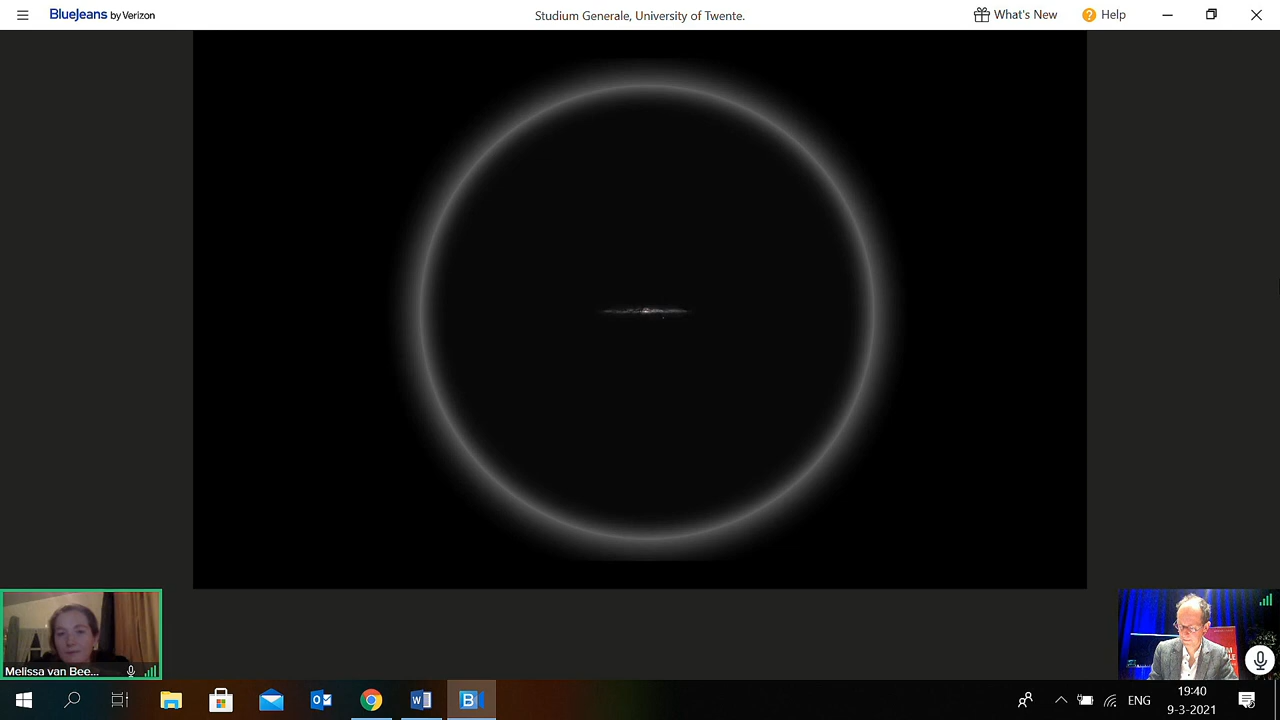 BlueJeans by Verizon
Studium Generale, University of Twente.
What's New
? Help
Melissa van Bee...
ENG
19:40
9-3-2021